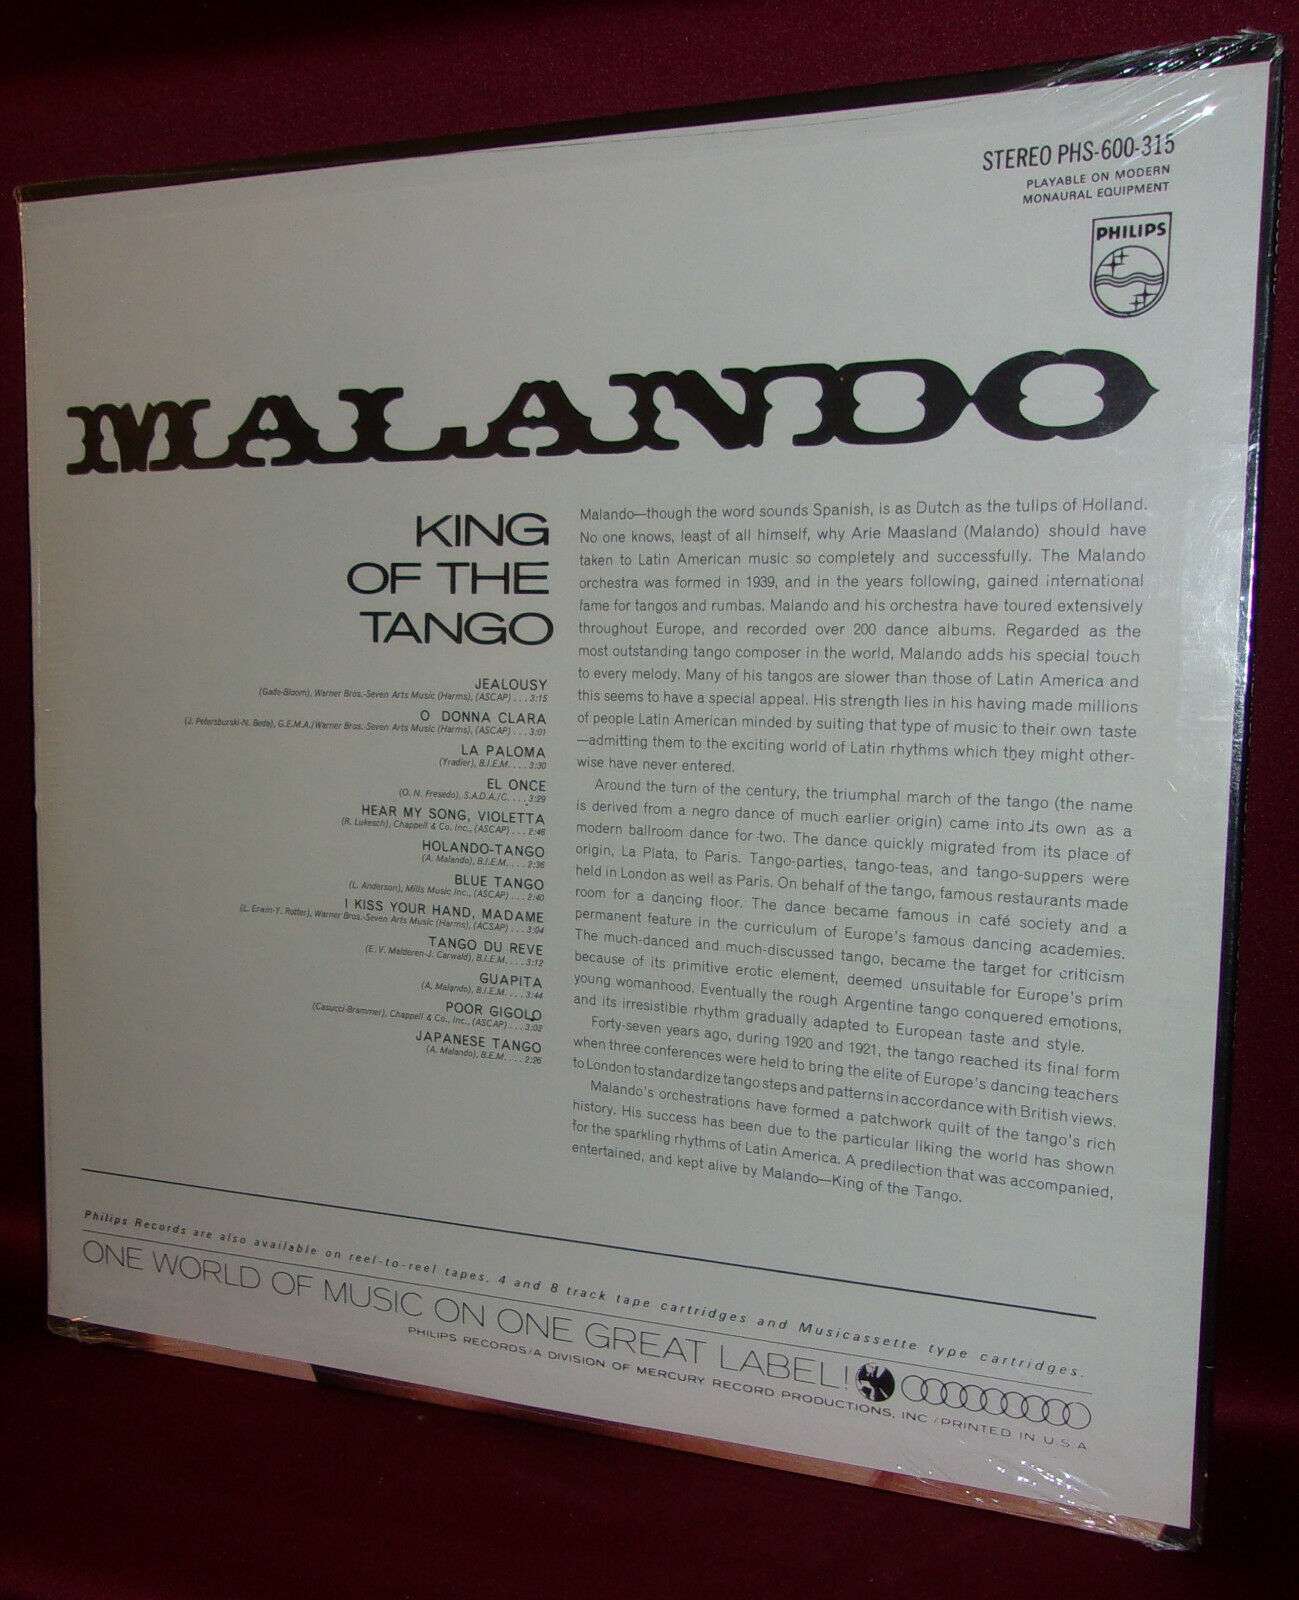 STEREO PHS-600-315
PLAYABLE ON MODERN
MONAURAL EQUIPMENT
PHILIPS
MALANDO
KING
OF THE
TANGO
JEALOUSY
(Gade-Bloom), Warner Bros.-Seven Arts Music (Harms), (ASCAP) . . . 3:15
O DONNA CLARA
(J. Petersburski-N. Beda), G.E.M.A./Warner Bros.-Seven Arts Music (Harms), (ASCAP) . . . 3:01
LA PALOMA
(Yradier), B.I.E.M. . . . 3:30
EL ONCE
(O. N. Fresedo), S.A.D.A./C. . . . 3:29
HEAR MY SONG, VIOLETTA
(R. Lukesch), Chappell & Co. Inc., (ASCAP) . . . 2:46
HOLANDO-TANGO
(A. Malando), B.I.E.M. . . . 2:36
BLUE TANGO
(L. Anderson), Mills Music Inc., (ASCAP) . . . 2:40
I KISS YOUR HAND, MADAME
(L. Erwin-Y. Rotter), Warner Bros.-Seven Arts Music (Harms), (ACSAP) . . . 3:04
TANGO DU REVE
(E. V. Malderen-J. Carwald), B.I.E.M. . . . 3:12
GUAPITA
(A. Malando), B.I.E.M. . . . 3:44
POOR GIGOLO
(Casucci-Brammer), Chappell & Co., Inc., (ASCAP) . . . 3:02
JAPANESE TANGO
(A. Malando), B.E.M. . . . 2:26
Malando—though the word sounds Spanish, is as Dutch as the tulips of Holland.
No one knows, least of all himself, why Arie Maasland (Malando) should have
taken to Latin American music so completely and successfully. The Malando
orchestra was formed in 1939, and in the years following, gained international
fame for tangos and rumbas. Malando and his orchestra have toured extensively
throughout Europe, and recorded over 200 dance albums. Regarded as the
most outstanding tango composer in the world, Malando adds his special touch
to every melody. Many of his tangos are slower than those of Latin America and
this seems to have a special appeal. His strength lies in his having made millions
of people Latin American minded by suiting that type of music to their own taste
—admitting them to the exciting world of Latin rhythms which they might other-
wise have never entered.
Around the turn of the century, the triumphal march of the tango (the name
is derived from a negro dance of much earlier origin) came into its own as a
modern ballroom dance for two. The dance quickly migrated from its place of
origin, La Plata, to Paris. Tango-parties, tango-teas, and tango-suppers were
held in London as well as Paris. On behalf of the tango, famous restaurants made
room for a dancing floor. The dance became famous in café society and a
permanent feature in the curriculum of Europe's famous dancing academies.
The much-danced and much-discussed tango, became the target for criticism
because of its primitive erotic element, deemed unsuitable for Europe's prim
young womanhood. Eventually the rough Argentine tango conquered emotions,
and its irresistible rhythm gradually adapted to European taste and style.
Forty-seven years ago, during 1920 and 1921, the tango reached its final form
when three conferences were held to bring the elite of Europe's dancing teachers
to London to standardize tango steps and patterns in accordance with British views.
Malando's orchestrations have formed a patchwork quilt of the tango's rich
history. His success has been due to the particular liking the world has shown
for the sparkling rhythms of Latin America. A predilection that was accompanied,
entertained, and kept alive by Malando—King of the Tango.
Philips Records are also available on reel-to-reel tapes, 4 and 8 track tape cartridges and Musicassette type cartridges.
ONE WORLD OF MUSIC ON ONE GREAT LABEL!
PHILIPS RECORDS/A DIVISION OF MERCURY RECORD PRODUCTIONS, INC / PRINTED IN U.S.A